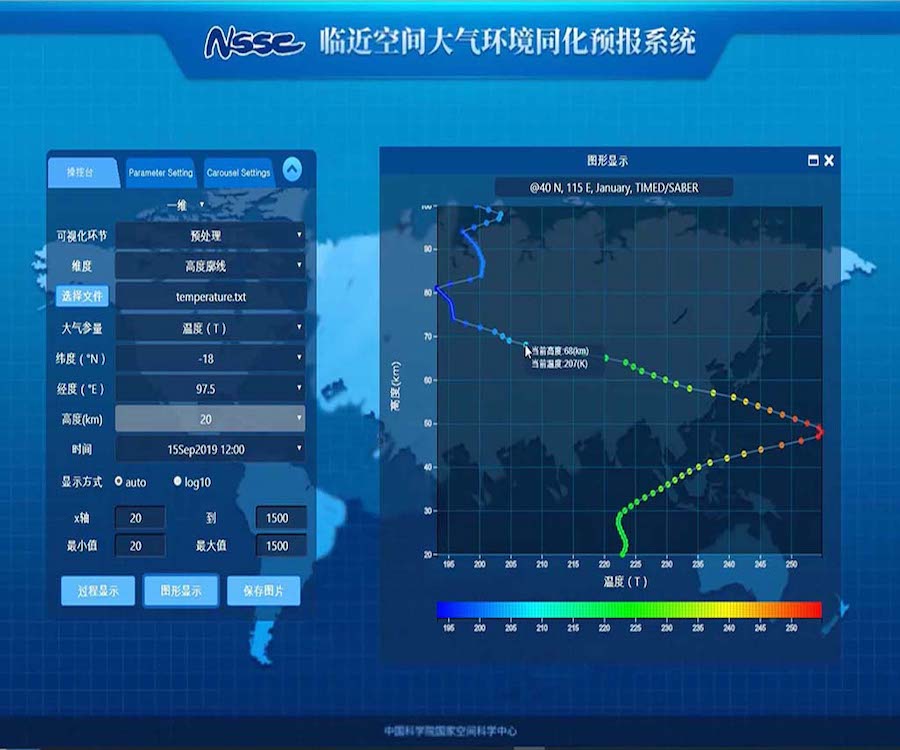 NSSC 临近空间大气环境同化预报系统
操控台 Parameter Setting Carousel Settings
一维
可视化环节 预处理
维度 高度廓线
选择文件 temperature.txt
大气参量 温度 ( T )
纬度 ( °N ) -18
经度 ( °E ) 97.5
高度(km) 20
时间 15Sep2019 12:00
显示方式 auto log10
x轴 20 到 1500
最小值 20 最大值 1500
过程显示 图形显示 保存图片
图形显示
@40 N, 115 E, January, TIMED/SABER
100
90
80
70
60
50
40
30
20
高度(km)
当前高度:68(km)
当前温度:207(K)
195 200 205 210 215 220 225 230 235 240 245 250
温度 ( T )
195 200 205 210 215 220 225 230 235 240 245 250
中国科学院国家空间科学中心